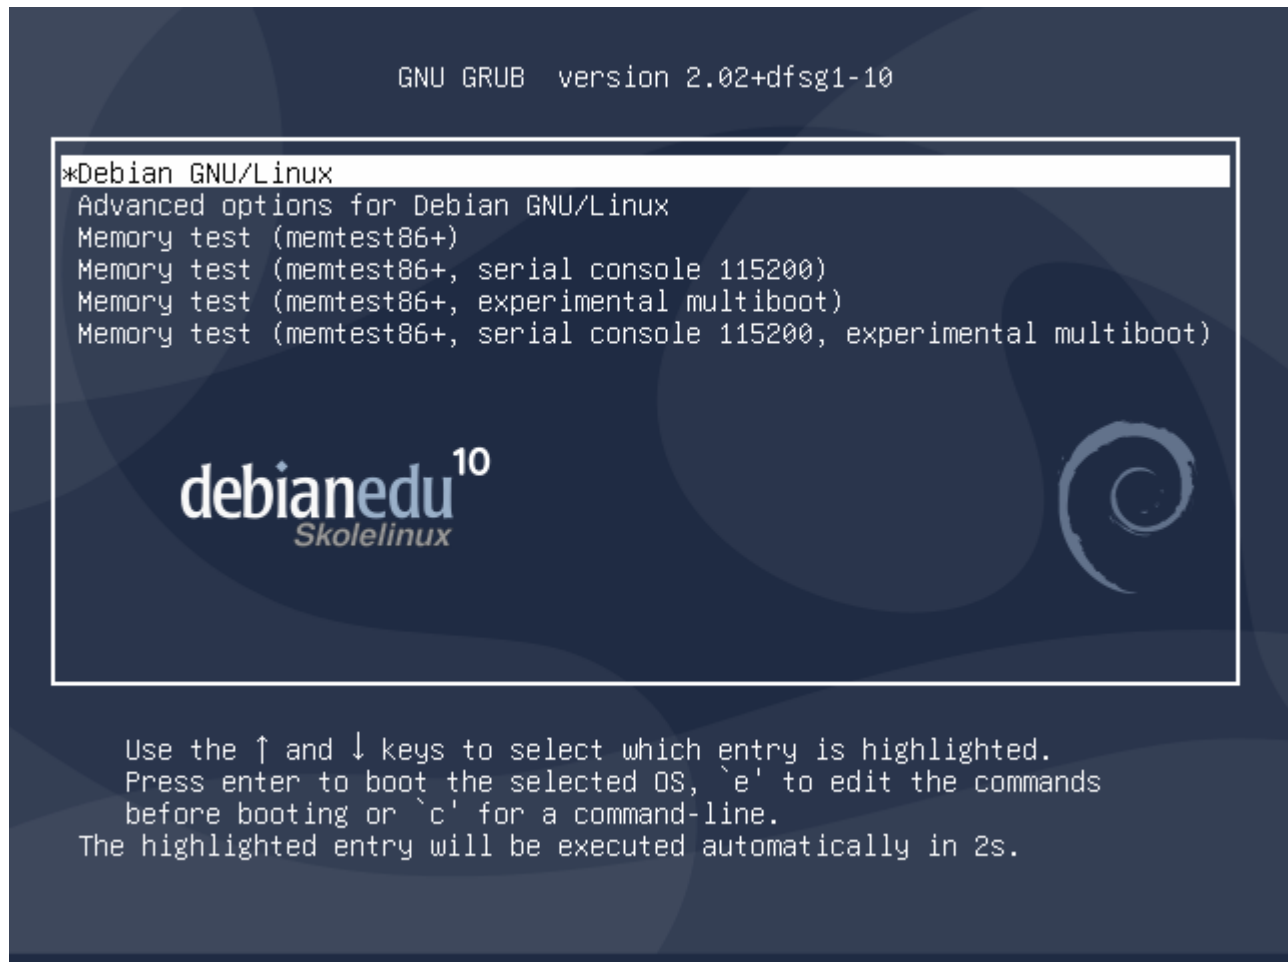 GNU GRUB  version 2.02+dfsg1-10
*Debian GNU/Linux
Advanced options for Debian GNU/Linux
Memory test (memtest86+)
Memory test (memtest86+, serial console 115200)
Memory test (memtest86+, experimental multiboot)
Memory test (memtest86+, serial console 115200, experimental multiboot)
debianedu 10
Skolelinux
Use the ↑ and ↓ keys to select which entry is highlighted.
Press enter to boot the selected OS, `e' to edit the commands
before booting or `c' for a command-line.
The highlighted entry will be executed automatically in 2s.